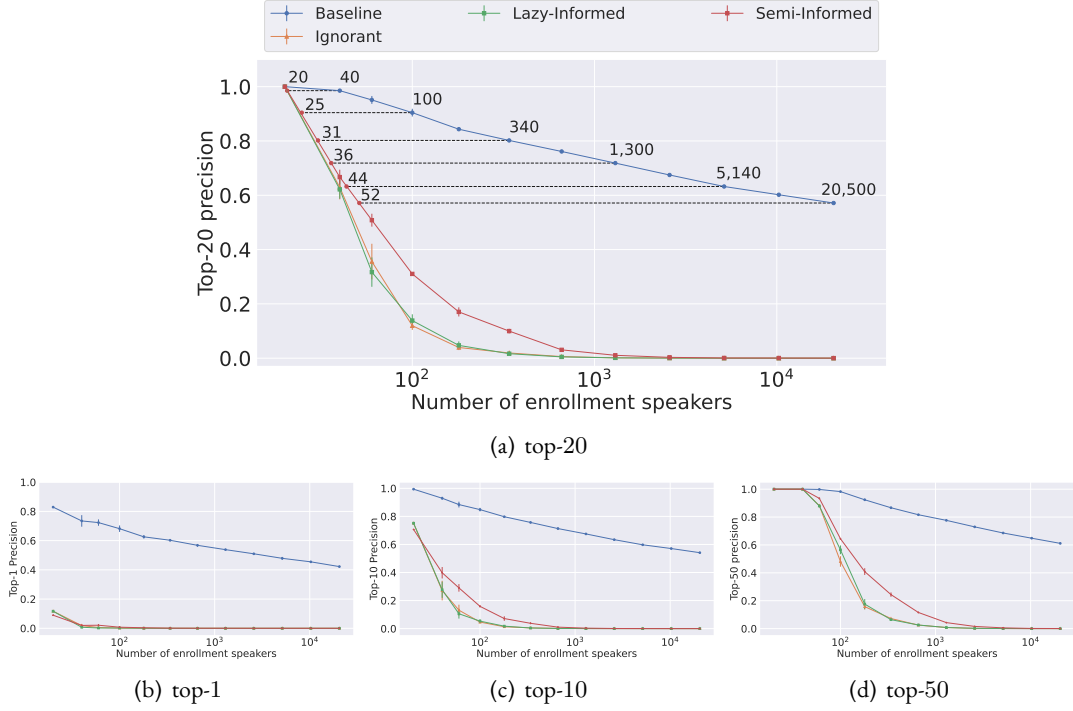 Baseline Lazy-Informed Semi-Informed
Ignorant
Top-20 precision
1.0
0.8
0.6
0.4
0.2
0.0
20 40
25 100
31 340
36 1,300
44 5,140
52 20,500
10² 10³ 10⁴
Number of enrollment speakers
(a) top-20
Top-1 Precision
1.0
0.8
0.6
0.4
0.2
0.0
10² 10³ 10⁴
Number of enrollment speakers
(b) top-1
Top-10 Precision
1.0
0.8
0.6
0.4
0.2
0.0
10² 10³ 10⁴
Number of enrollment speakers
(c) top-10
Top-50 precision
1.0
0.8
0.6
0.4
0.2
0.0
10² 10³ 10⁴
Number of enrollment speakers
(d) top-50